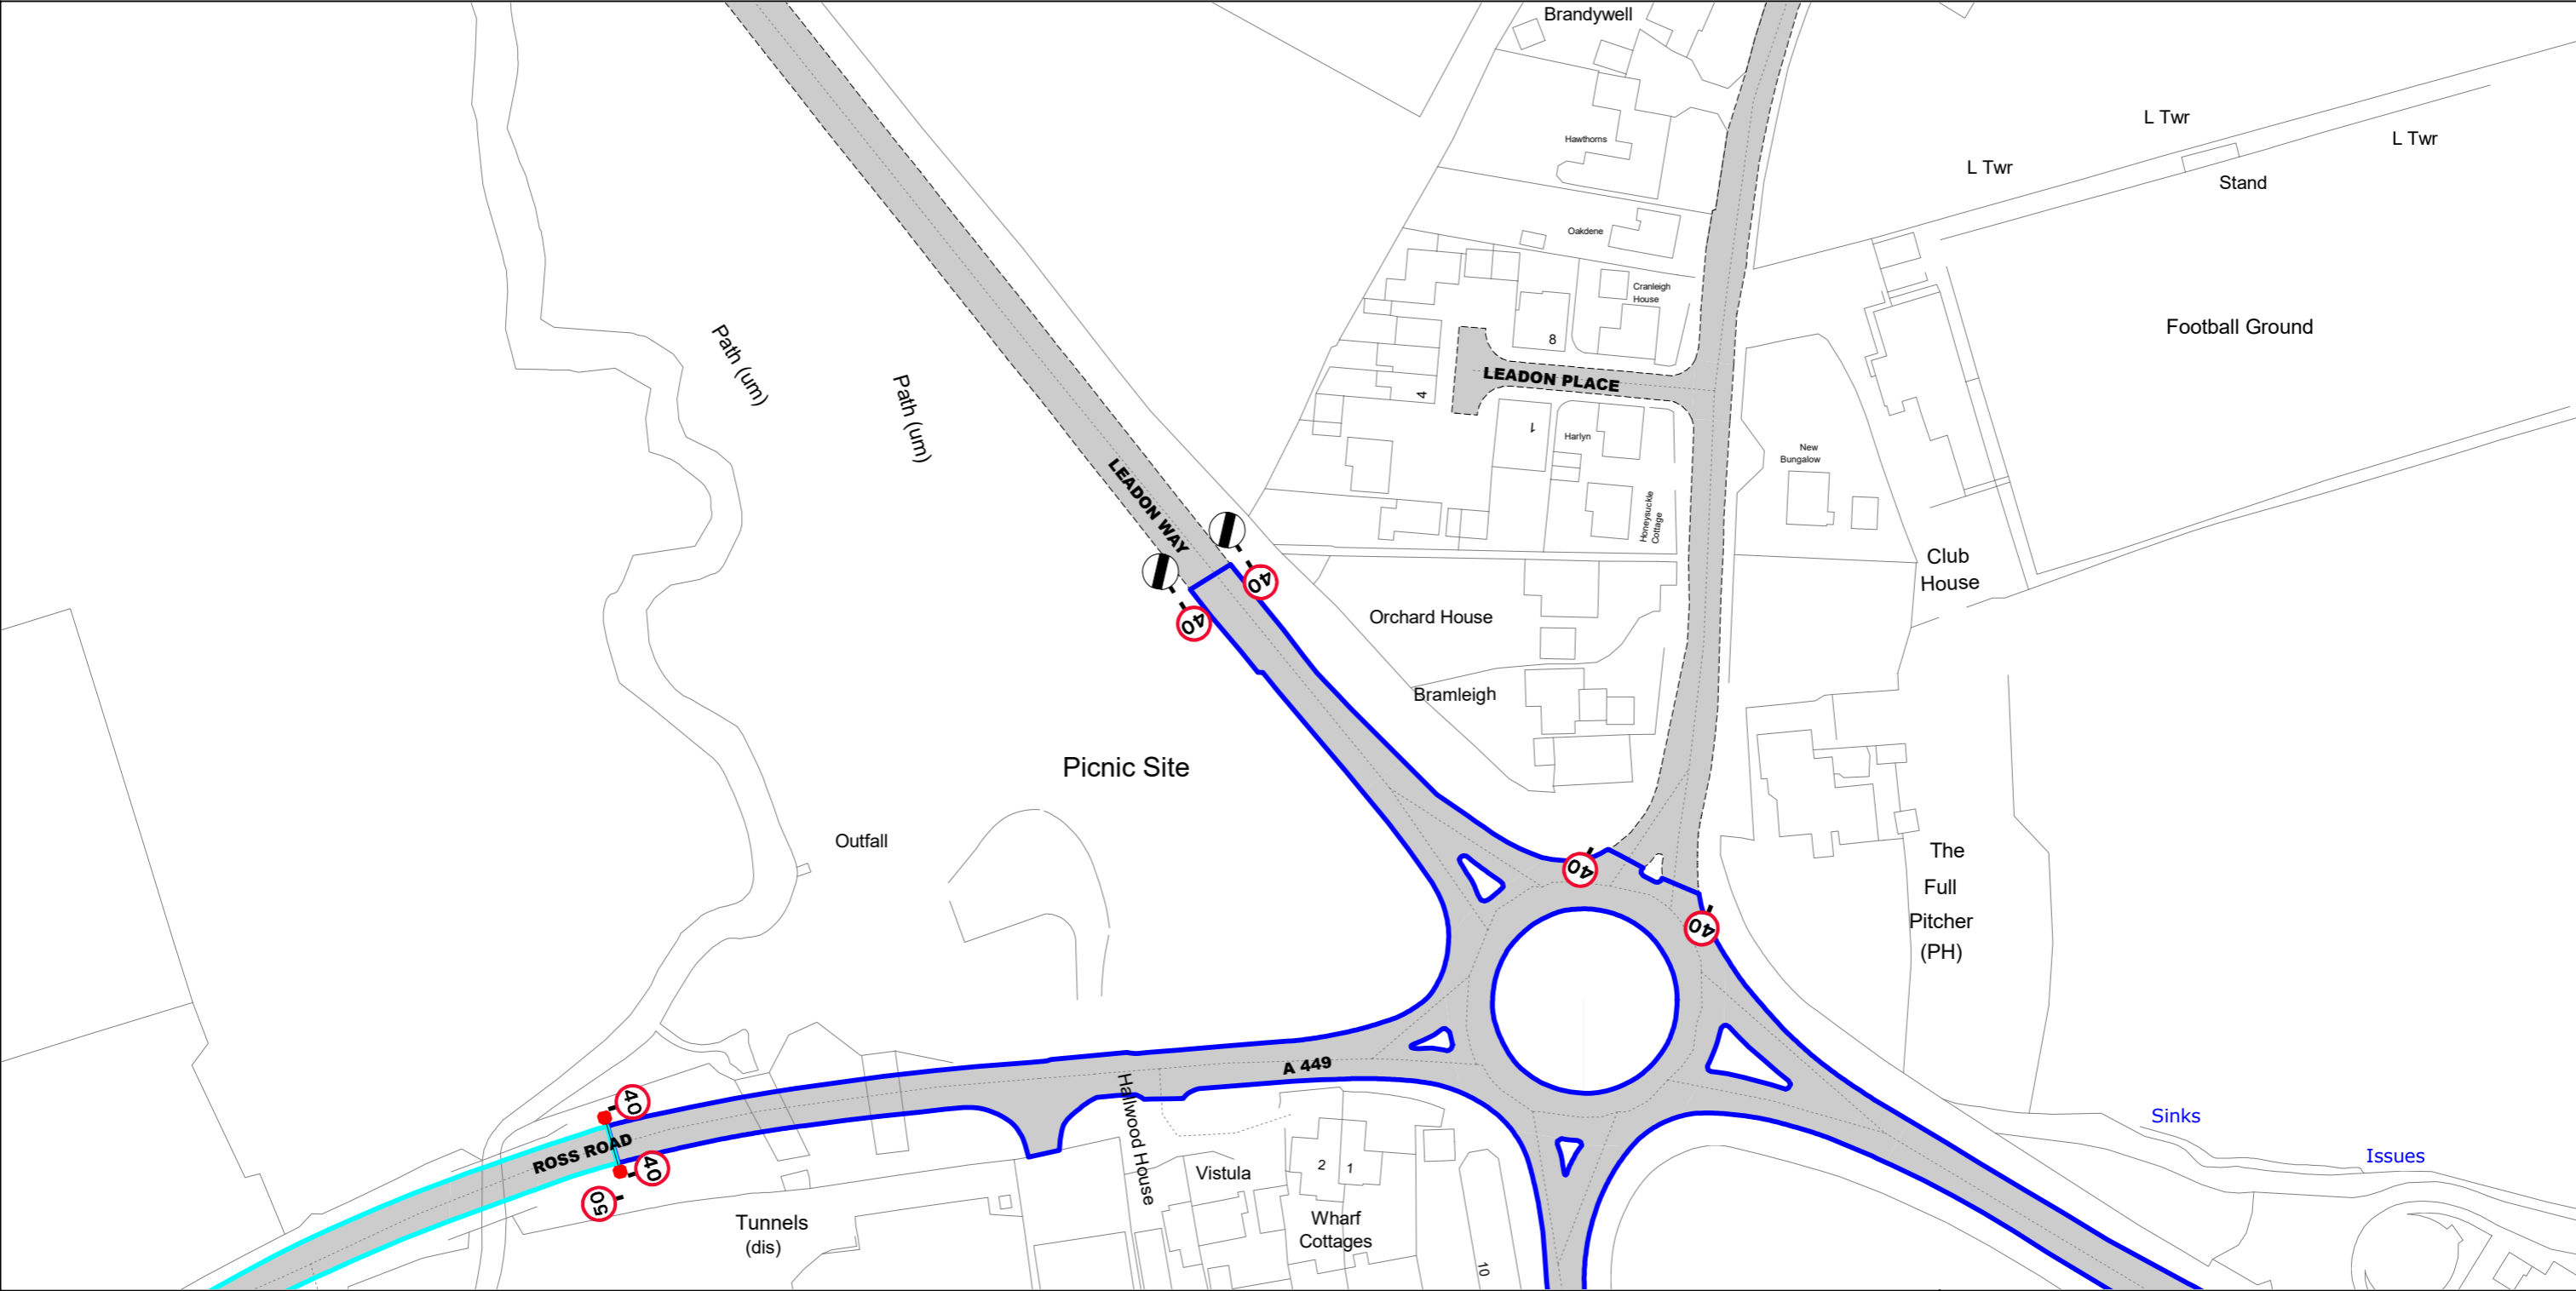 Brandywell
L Twr
L Twr
L Twr
Hawthorns
Stand
Oakdene
Cranleigh
House
Football Ground
8
Path (um)
Path (um)
LEADON PLACE
4
1
Harlyn
New
Bungalow
LEADON WAY
Honeysuckle
Cottage
Club
House
40
40
Orchard House
Bramleigh
Picnic Site
Outfall
The
Full
Pitcher
(PH)
40
40
A 449
Hallwood House
40
ROSS ROAD
40
50
Sinks
Issues
Vistula
2
1
Tunnels
(dis)
Wharf
Cottages
10